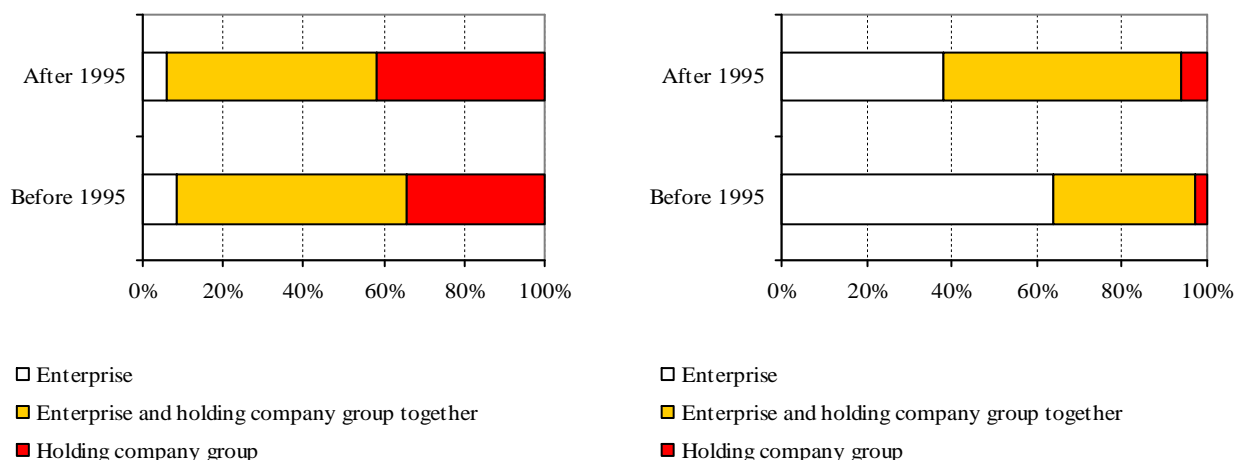 After 1995
Before 1995
0% 20% 40% 60% 80% 100%
Enterprise
Enterprise and holding company group together
Holding company group
After 1995
Before 1995
0% 20% 40% 60% 80% 100%
Enterprise
Enterprise and holding company group together
Holding company group